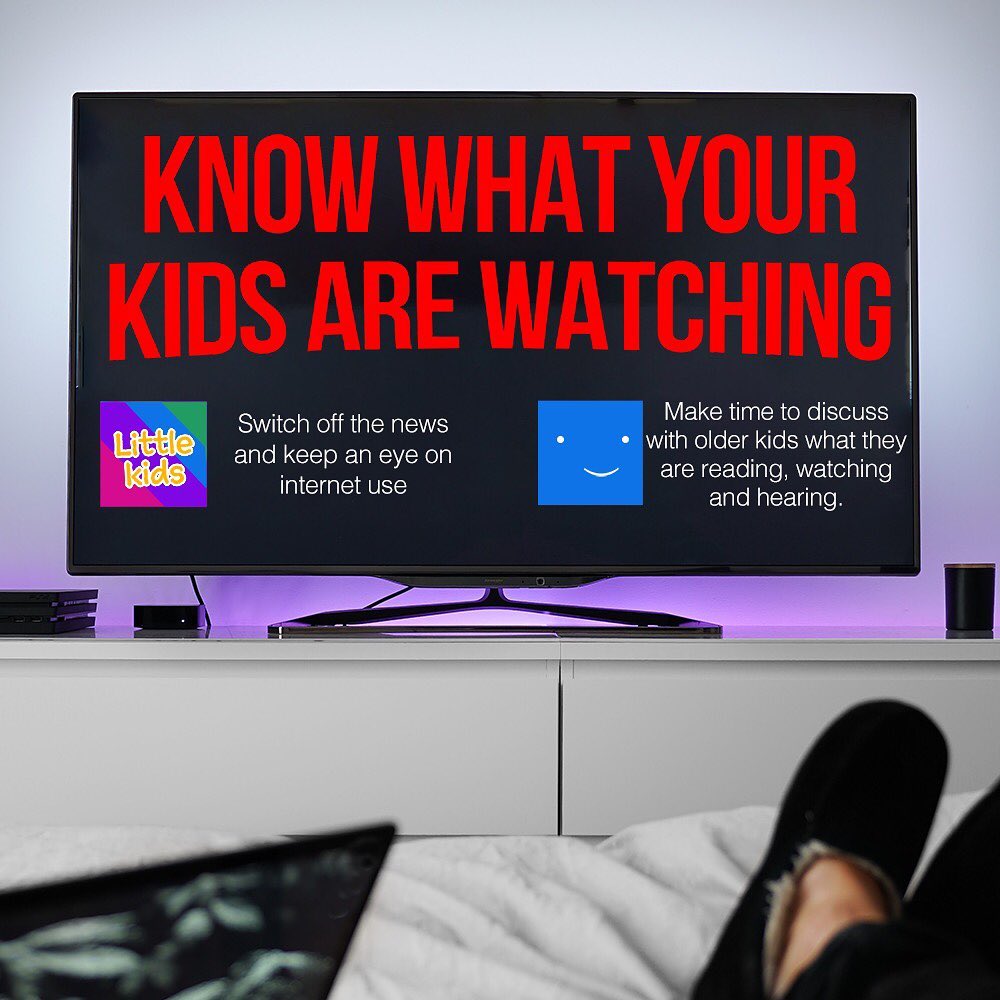 KNOW WHAT YOUR
KIDS ARE WATCHING
Little
kids
Switch off the news
and keep an eye on
internet use
Make time to discuss
with older kids what they
are reading, watching
and hearing.